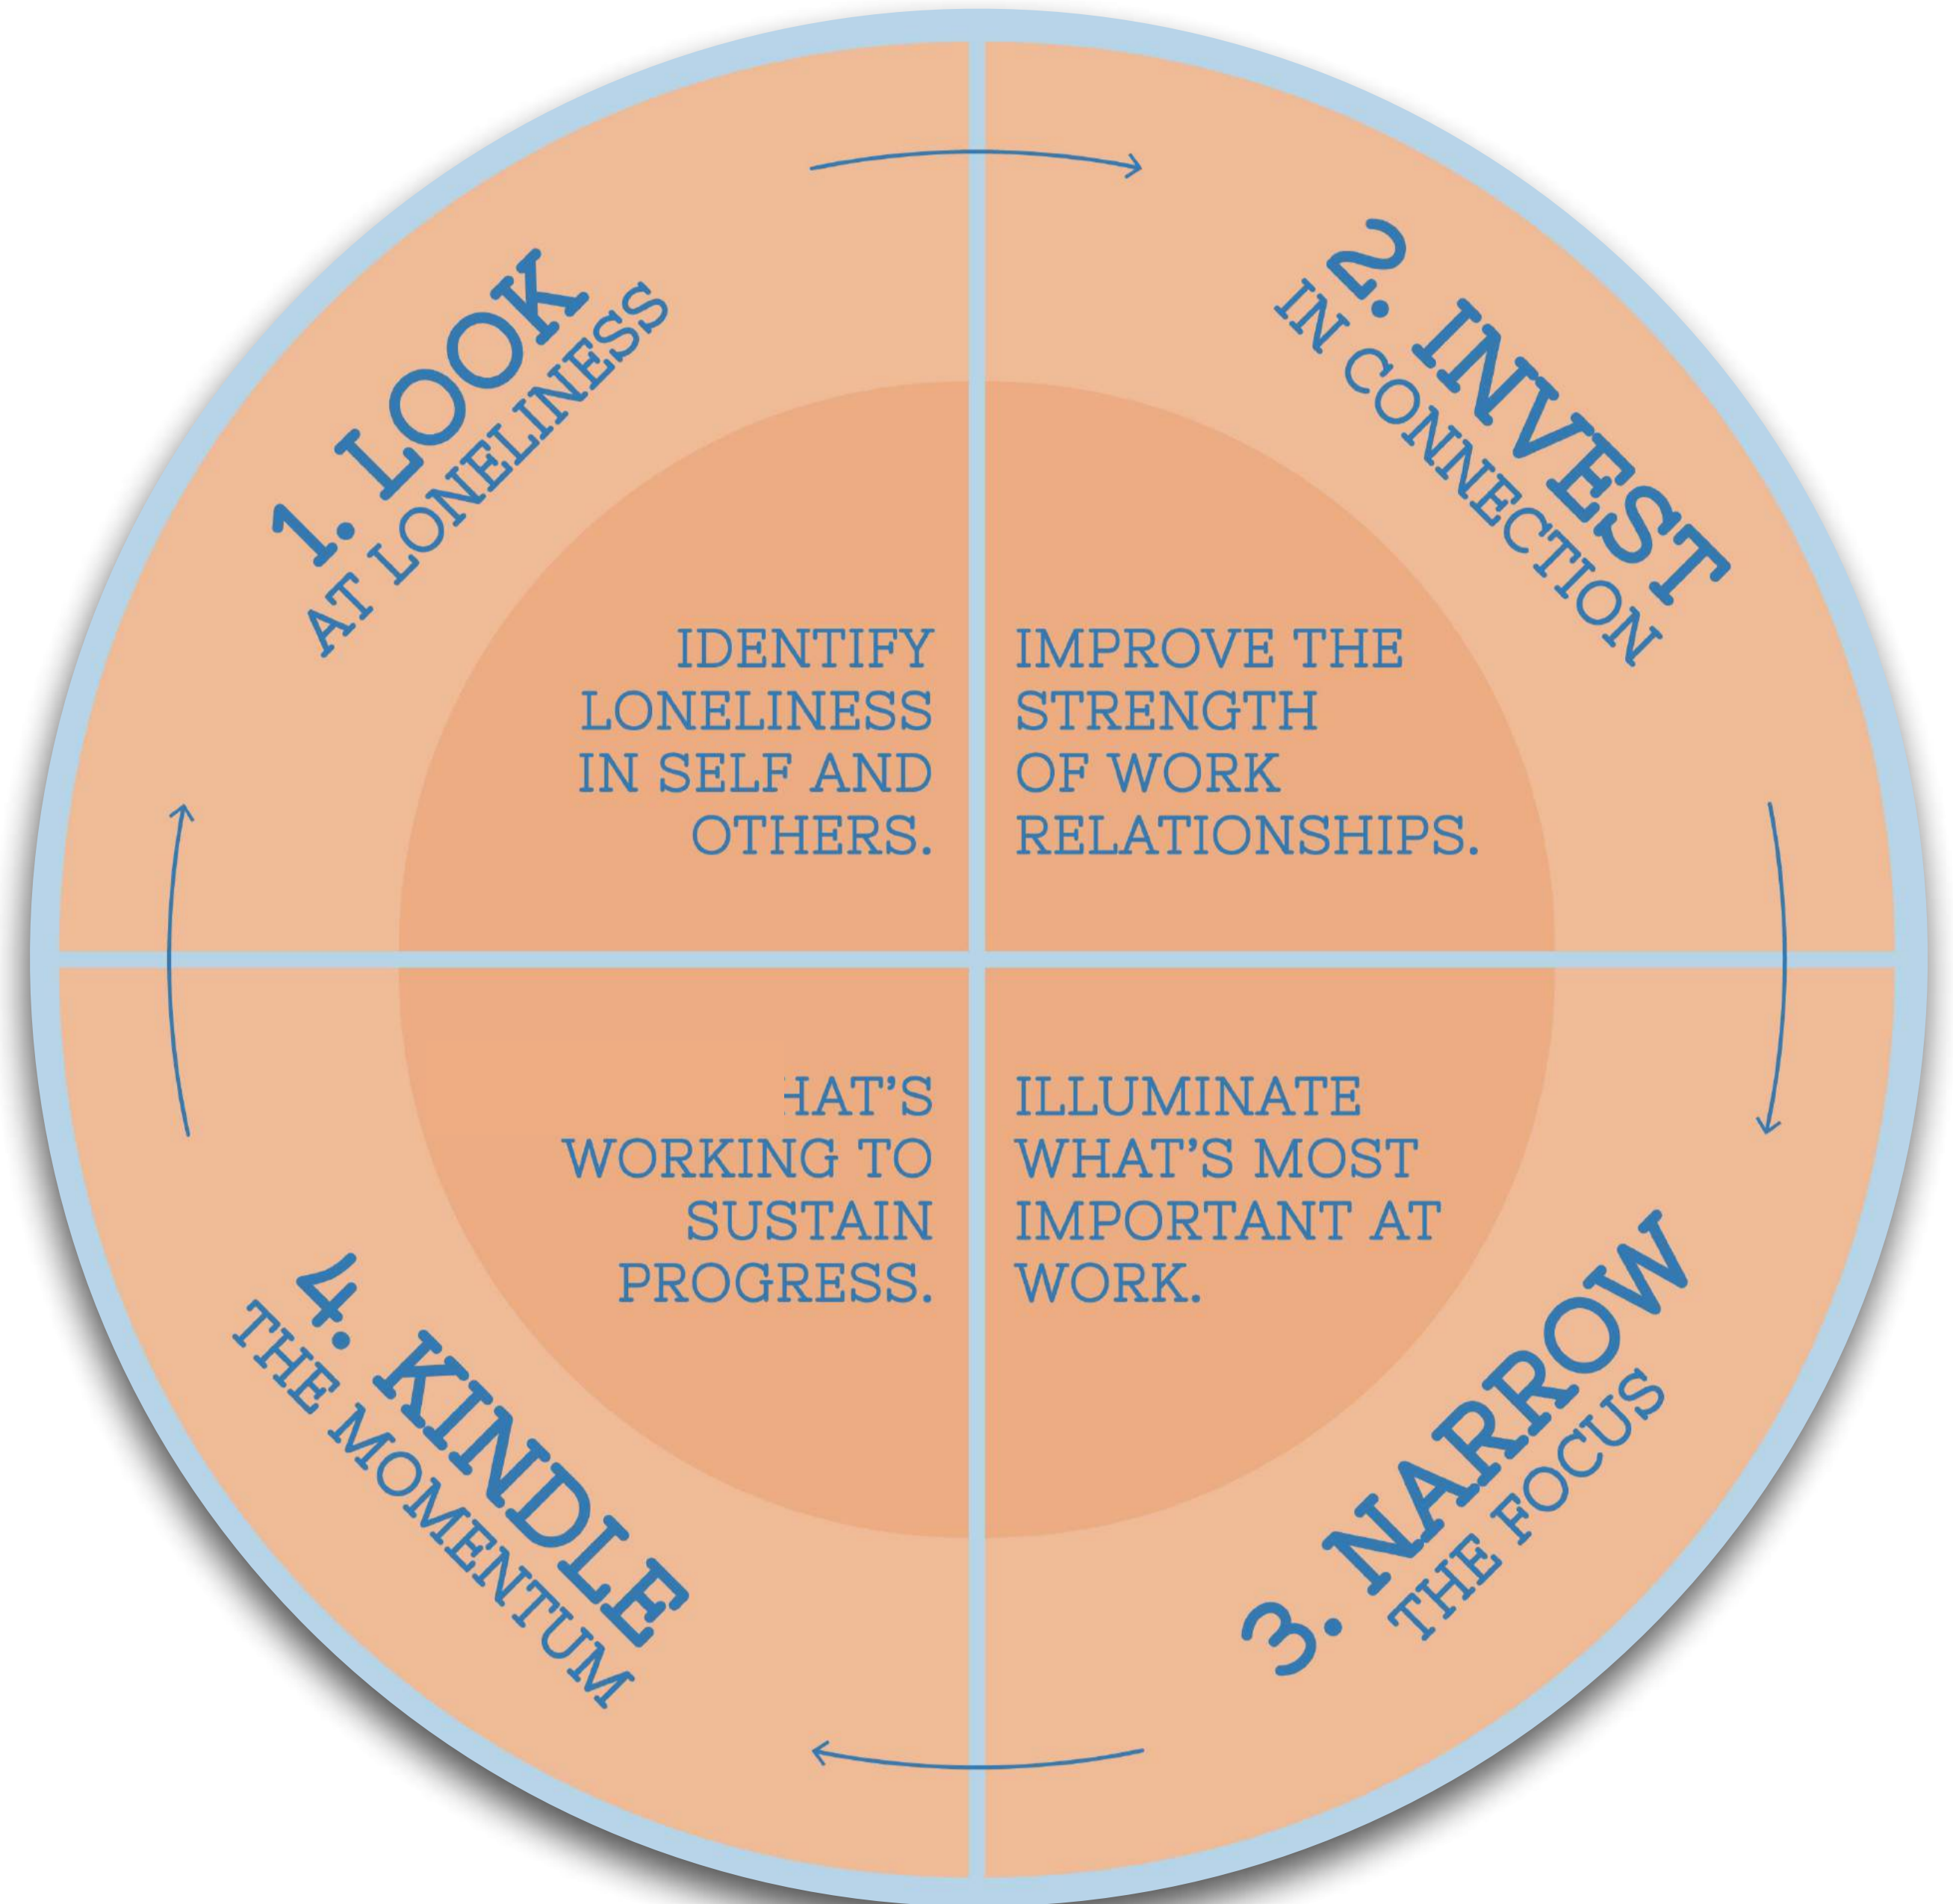 1. LOOK
AT LONELINESS
IDENTIFY
LONELINESS
IN SELF AND
OTHERS.
2. INVEST
IN CONNECTION
IMPROVE THE
STRENGTH
OF WORK
RELATIONSHIPS.
3. NARROW
THE FOCUS
ILLUMINATE
WHAT’S MOST
IMPORTANT AT
WORK.
4. KINDLE
THE MOMENTUM
WORKING TO
SUSTAIN
PROGRESS.